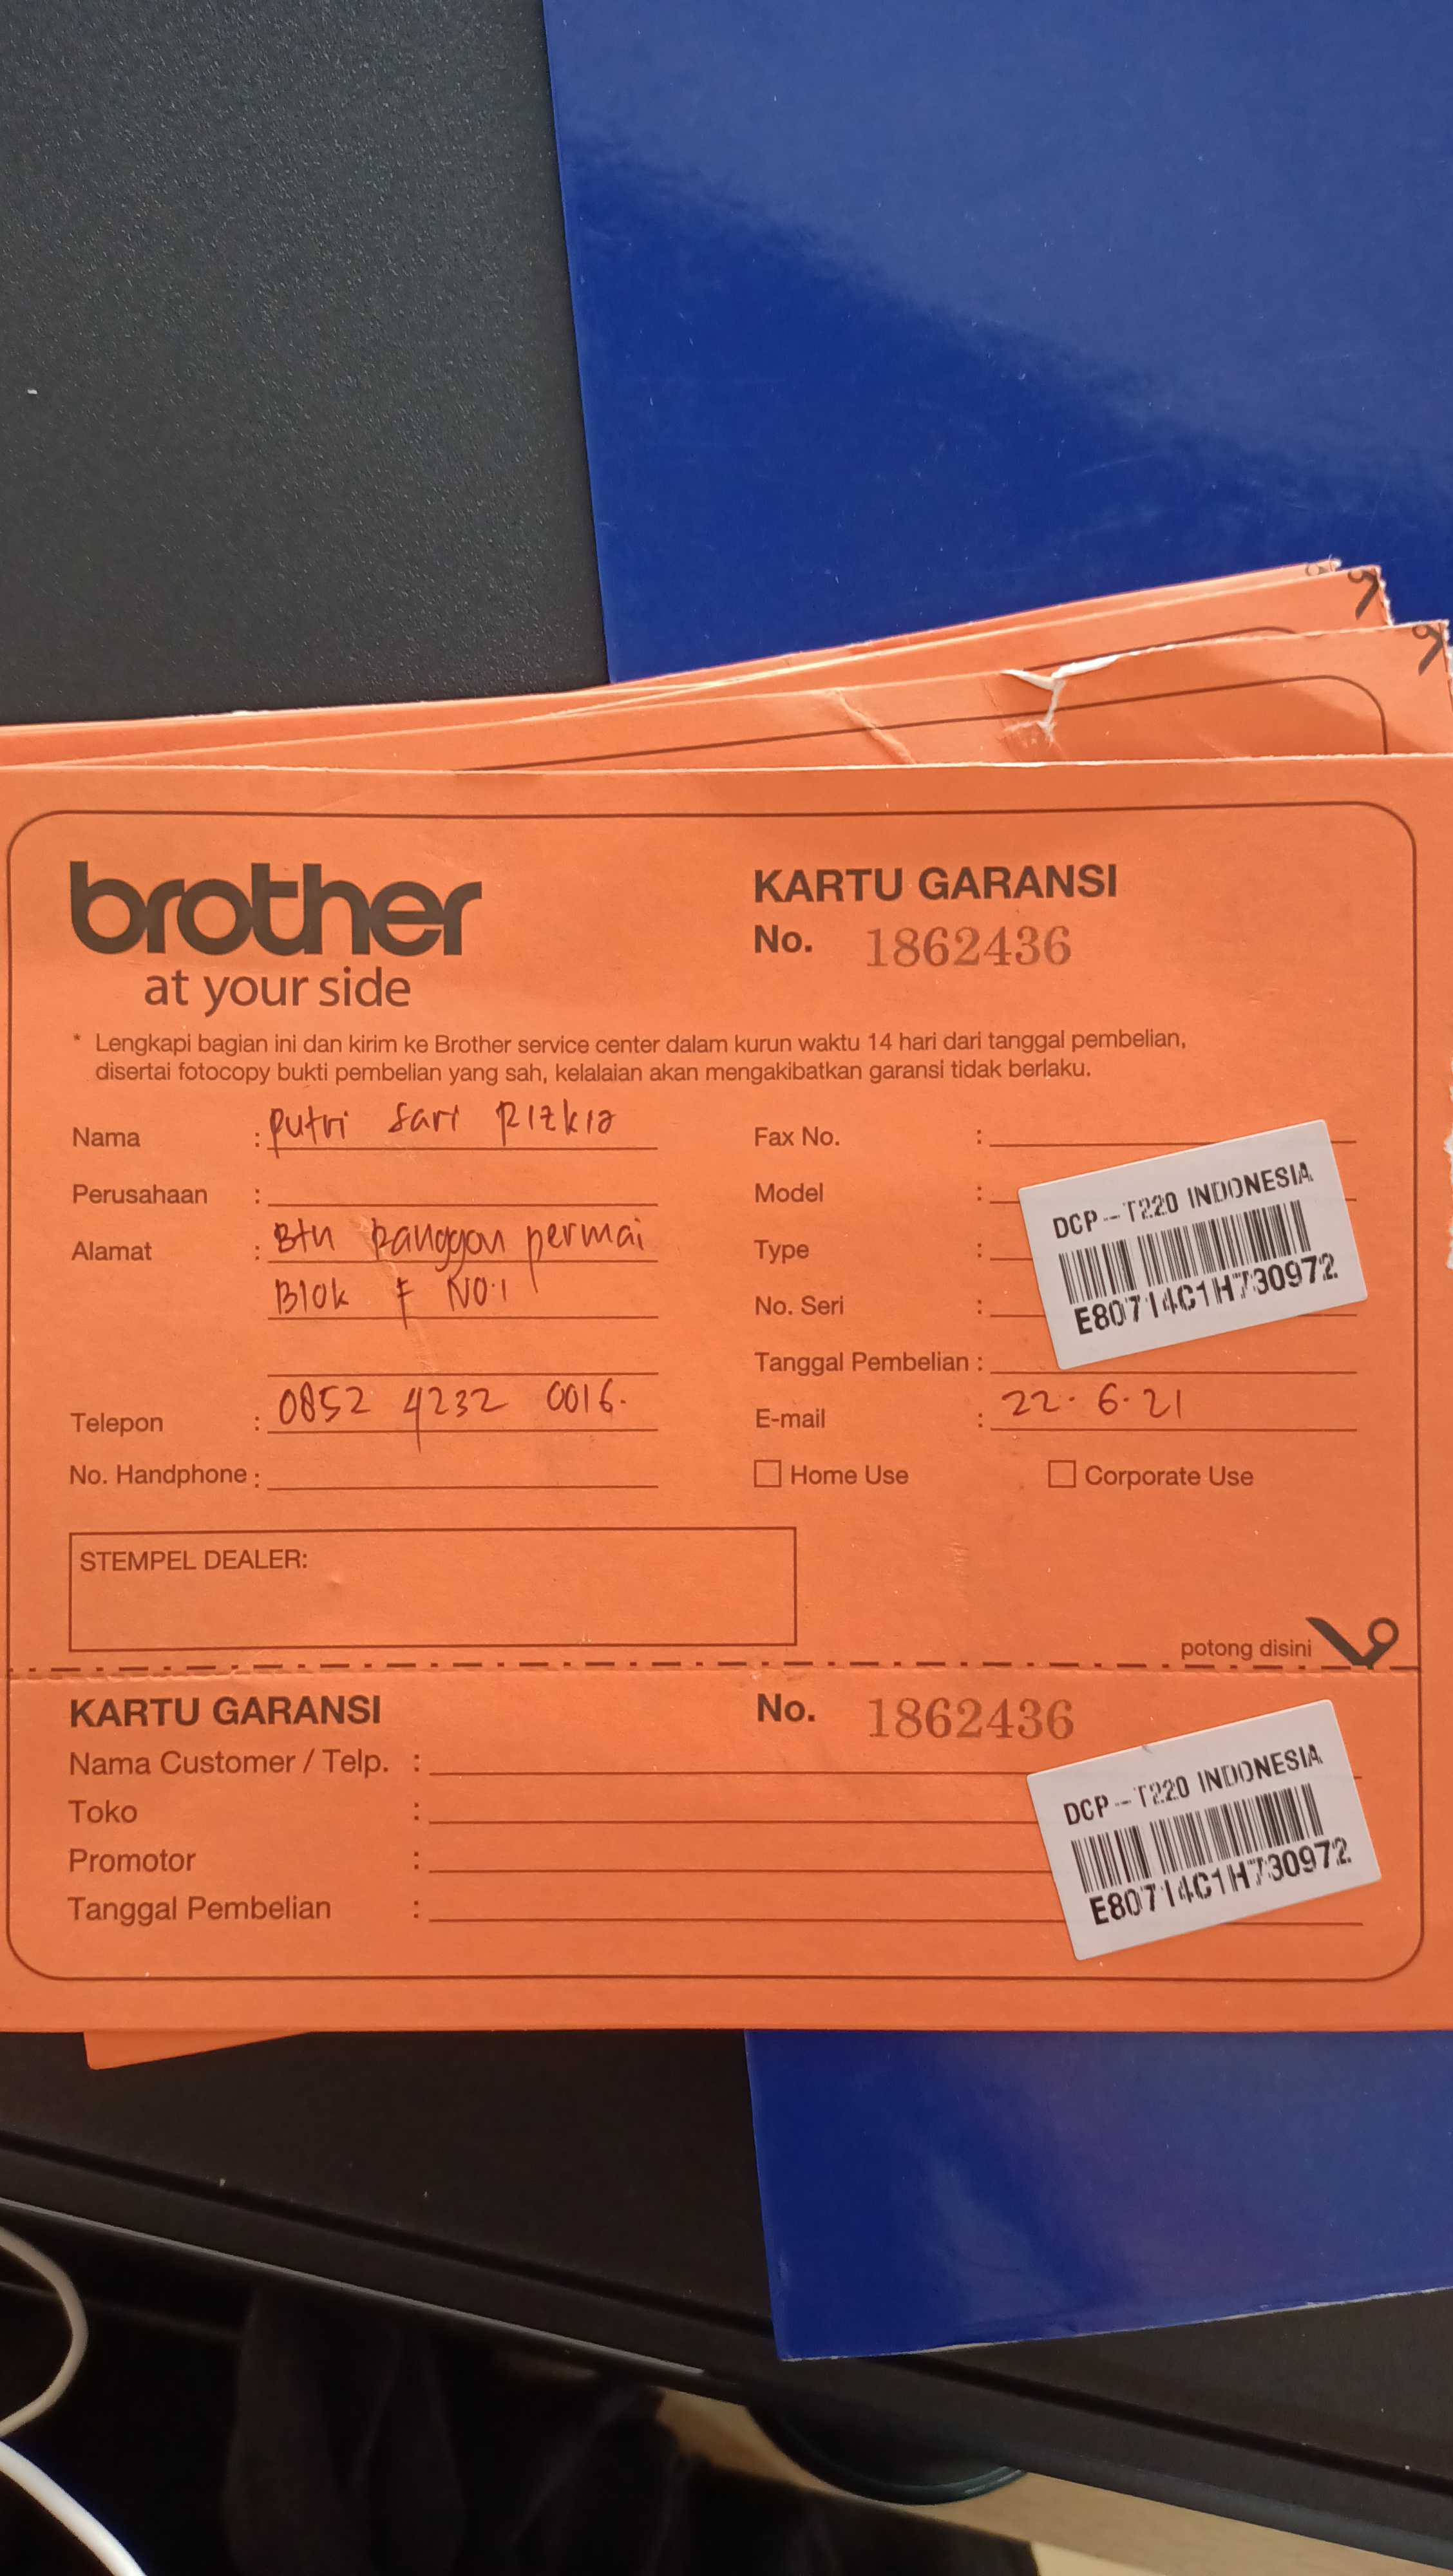 brother
at your side
KARTU GARANSI
No. 1862436
* Lengkapi bagian ini dan kirim ke Brother service center dalam kurun waktu 14 hari dari tanggal pembelian,
disertai fotocopy bukti pembelian yang sah, kelalaian akan mengakibatkan garansi tidak berlaku.
Nama : putri sari Rizkia
Perusahaan :
Alamat : Btn panggon permai
Blok F NO.1
Telepon : 0852 4232 0016.
No. Handphone :
Fax No. :
Model :
Type :
No. Seri :
DCP-T220 INDONESIA
E80714C1H730972
Tanggal Pembelian :
E-mail : 22.6.21
Home Use
Corporate Use
STEMPEL DEALER:
potong disini
KARTU GARANSI
No. 1862436
Nama Customer / Telp. :
Toko :
Promotor :
Tanggal Pembelian :
DCP-T220 INDONESIA
E80714C1H730972